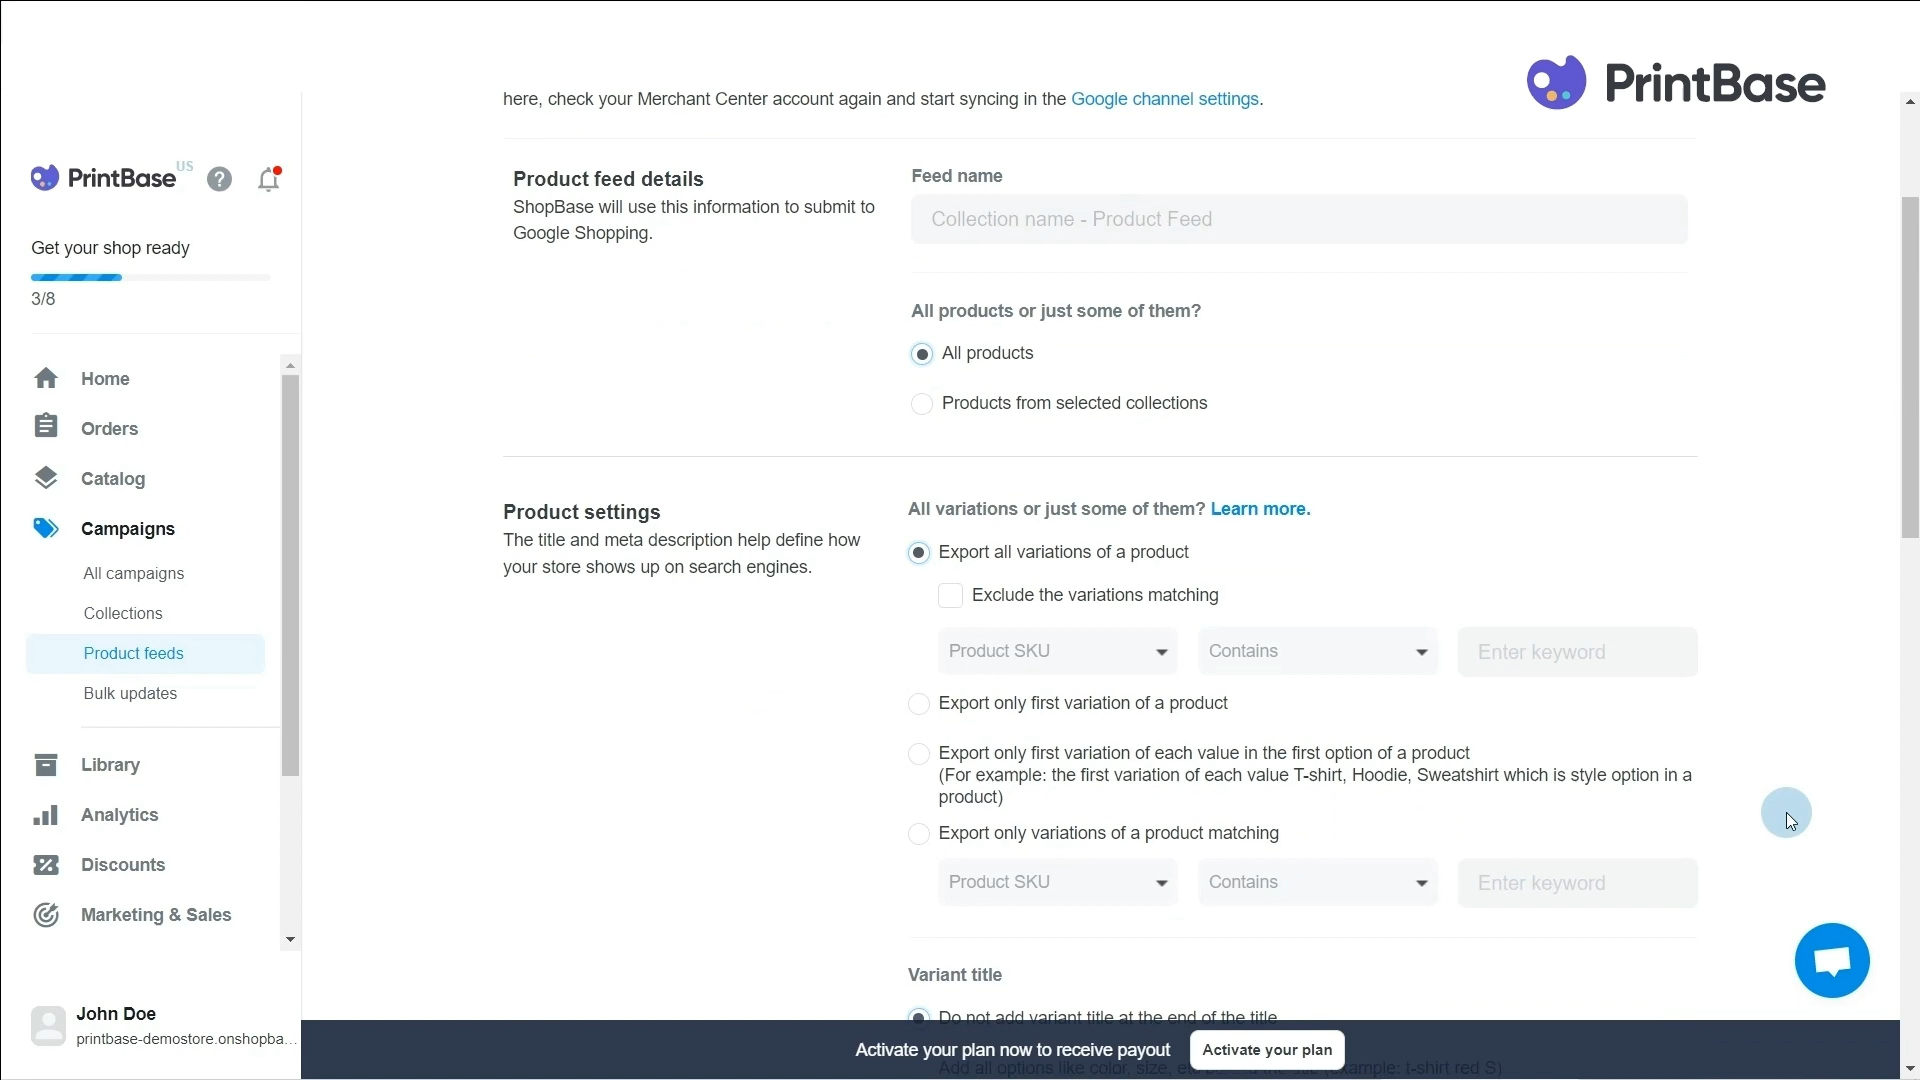 PrintBase
here, check your Merchant Center account again and start syncing in the Google channel settings.
PrintBase US
?
Get your shop ready
3/8
Home
Orders
Catalog
Campaigns
All campaigns
Collections
Product feeds
Bulk updates
Library
Analytics
Discounts
Marketing & Sales
John Doe
printbase-demostore.onshopba...
Product feed details
ShopBase will use this information to submit to
Google Shopping.
Feed name
Collection name - Product Feed
All products or just some of them?
All products
Products from selected collections
Product settings
The title and meta description help define how
your store shows up on search engines.
All variations or just some of them? Learn more.
Export all variations of a product
Exclude the variations matching
Product SKU Contains Enter keyword
Export only first variation of a product
Export only first variation of each value in the first option of a product
(For example: the first variation of each value T-shirt, Hoodie, Sweatshirt which is style option in a
product)
Export only variations of a product matching
Product SKU Contains Enter keyword
Variant title
Do not add variant title at the end of the title
Activate your plan now to receive payout Activate your plan
Add all options like color, size, (example: t-shirt red S)